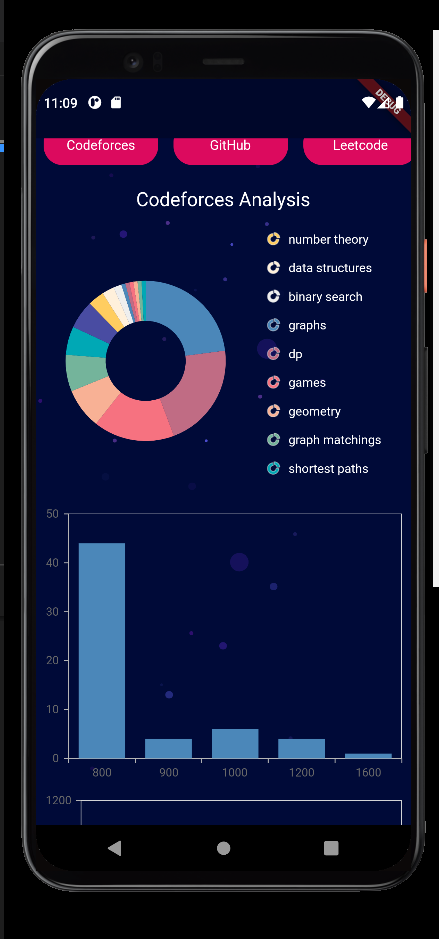 11:09
DEBUG
Codeforces
GitHub
Leetcode
Codeforces Analysis
number theory
data structures
binary search
graphs
dp
games
geometry
graph matchings
shortest paths
50
40
30
20
10
0
800
900
1000
1200
1600
1200